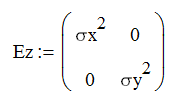 Ez := ( σx² 0
0 σy² )